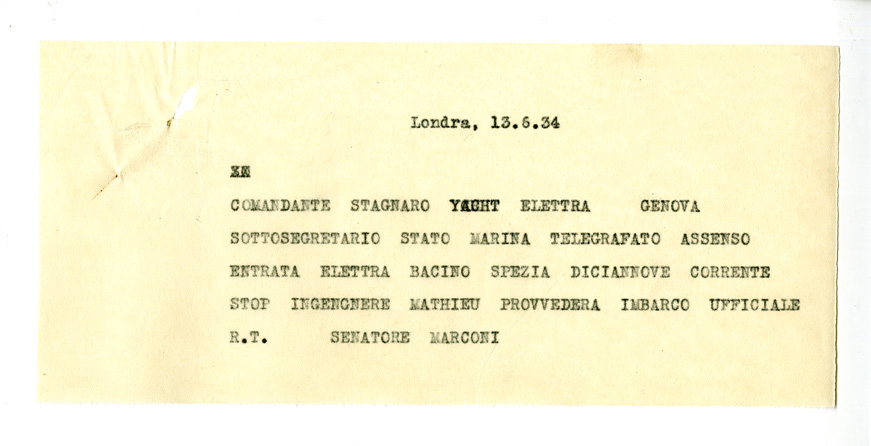 Londra, 13.6.34
COMANDANTE STAGNARO YACHT ELETTRA GENOVA
SOTTOSEGRETARIO STATO MARINA TELEGRAFATO ASSENSO
ENTRATA ELETTRA BACINO SPEZIA DICIANNOVE CORRENTE
STOP INGENGNERE MATHIEU PROVVEDERA IMBARCO UFFICIALE
R.T. SENATORE MARCONI